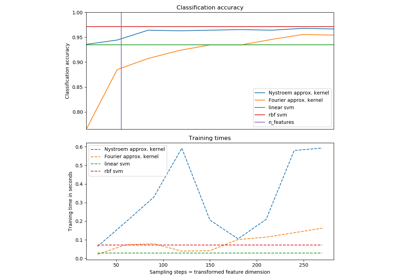 Classification accuracy
1.00
0.95
0.90
0.85
0.80
Classification accuracy
Nystroem approx. kernel
Fourier approx. kernel
linear svm
rbf svm
n_features
Training times
0.6
0.5
0.4
0.3
0.2
0.1
0.0
Training time in seconds
Nystroem approx. kernel
Fourier approx. kernel
linear svm
rbf svm
50 100 150 200 250
Sampling steps = transformed feature dimension